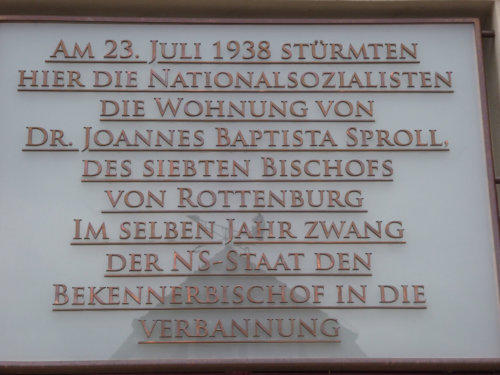 Am 23. Juli 1938 stürmten
hier die Nationalsozialisten
die Wohnung von
Dr. Joannes Baptista Sproll,
des siebten Bischofs
von Rottenburg
Im selben Jahr zwang
der NS-Staat den
Bekennerbischof in die
Verbannung